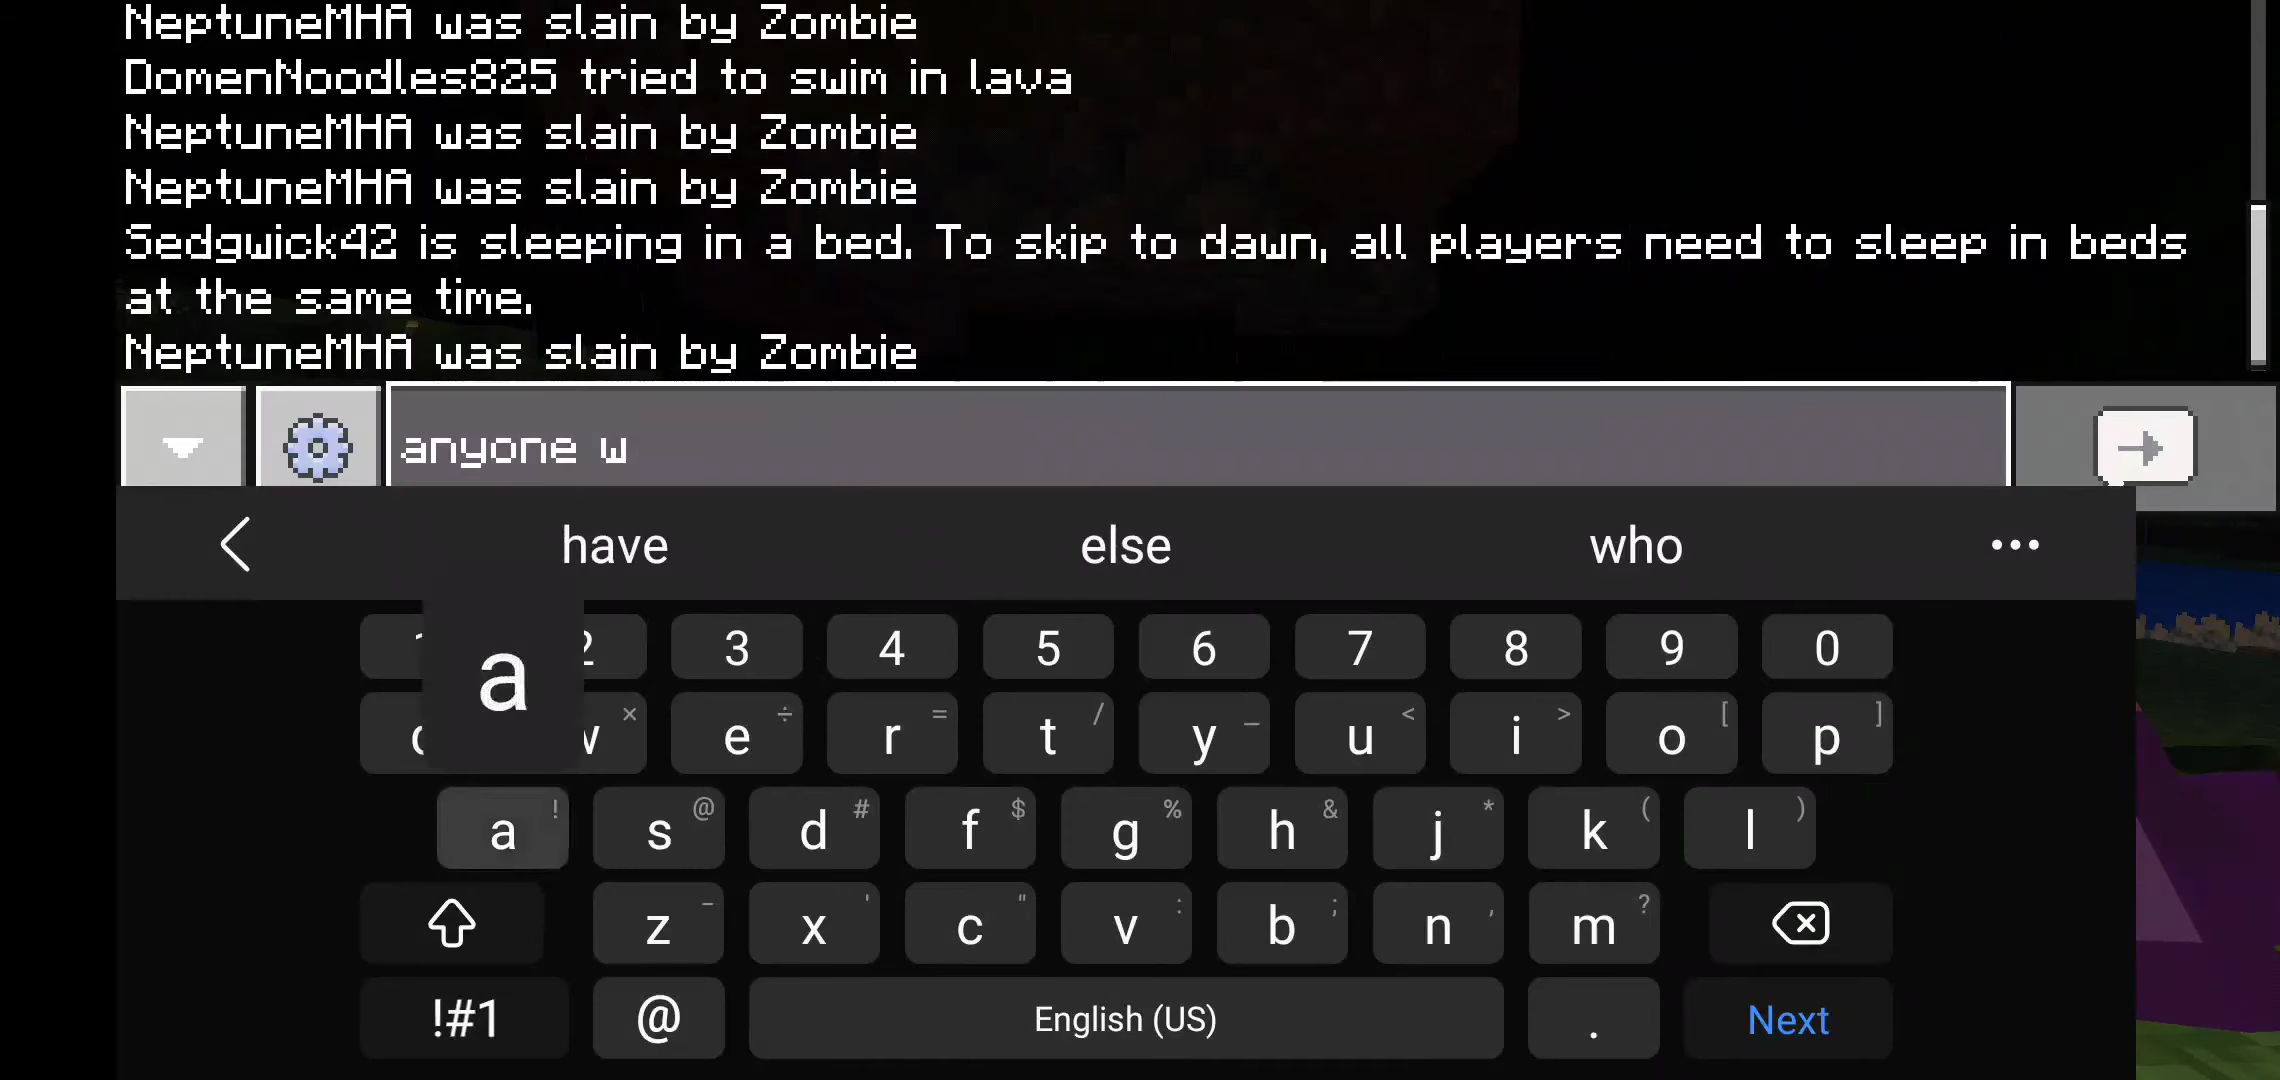 NeptuneMHA was slain by Zombie
DomenNoodles825 tried to swim in lava
NeptuneMHA was slain by Zombie
NeptuneMHA was slain by Zombie
Sedgwick42 is sleeping in a bed. To skip to dawn, all players need to sleep in beds
at the same time.
NeptuneMHA was slain by Zombie
anyone w
have else who •••
a
1 2 3 4 5 6 7 8 9 0
q w × e ÷ r = t / y _ u < i > o [ p ]
a ! s @ d # f $ g % h & j * k ( l )
z - x ' c " v : b ; n , m ?
!#1 @ English (US) . Next